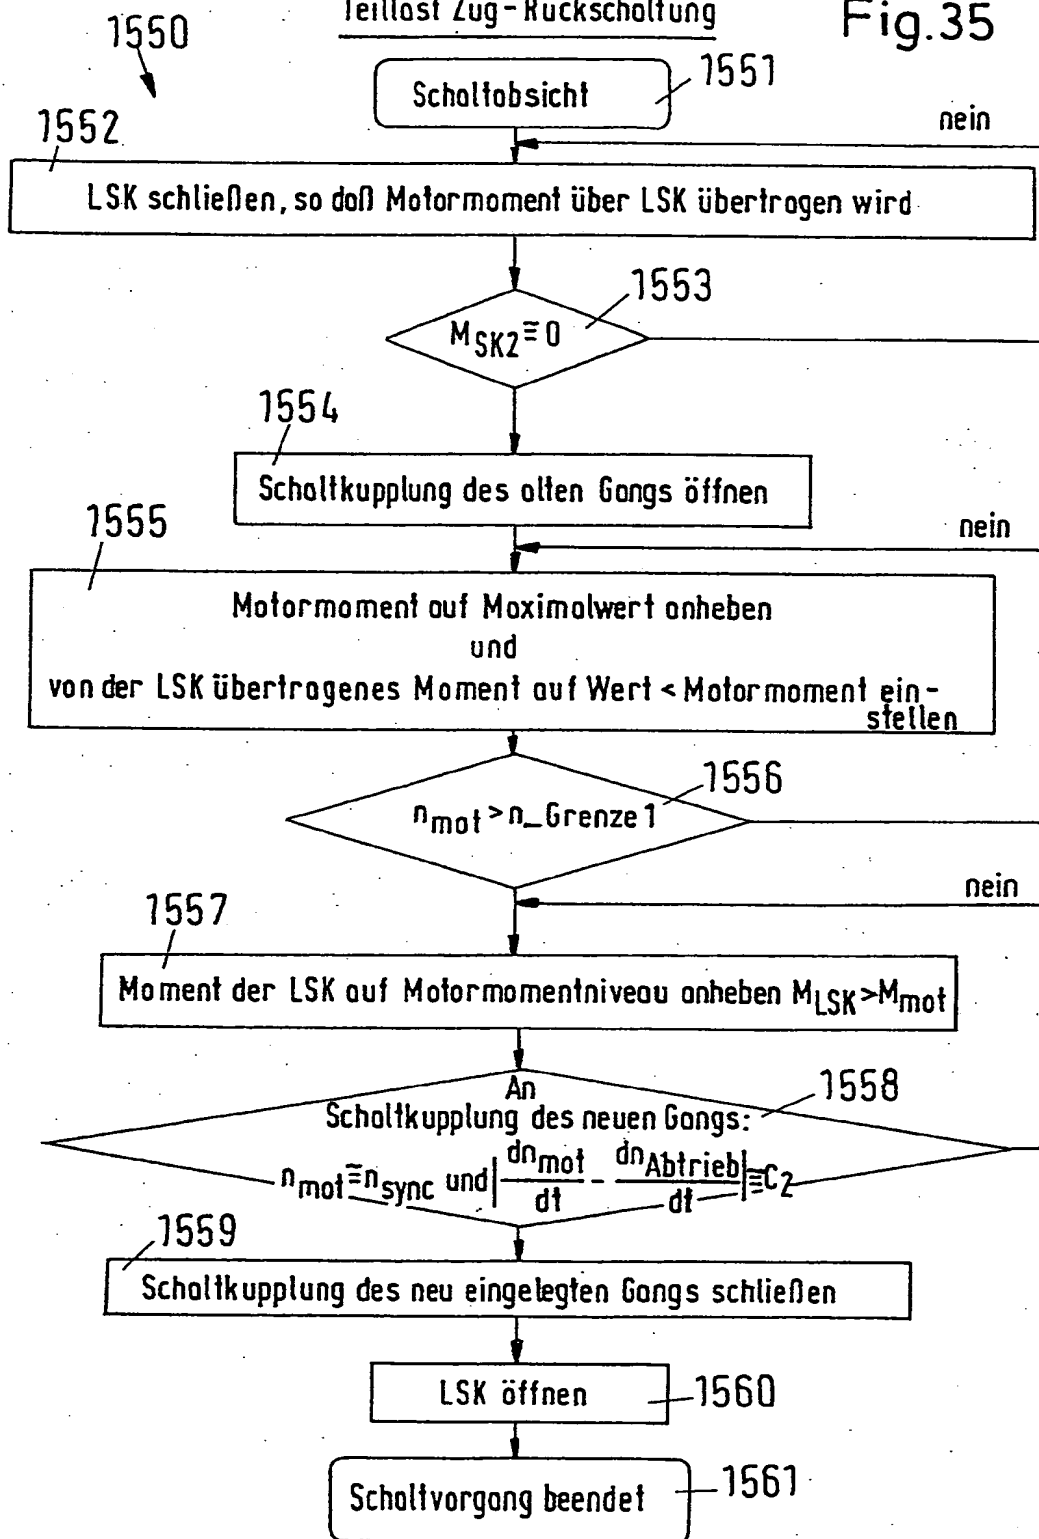 Teillast Zug-Rückschaltung
Fig.35
1550
Schaltabsicht
1551
nein
1552
LSK schließen, so daß Motormoment über LSK übertragen wird
1553
M_SK2 ≅ 0
1554
Schaltkupplung des alten Gangs öffnen
1555
nein
Motormoment auf Maximalwert anheben
und
von der LSK übertragenes Moment auf Wert < Motormoment ein-
stellen
1556
n_mot > n_Grenze1
nein
1557
Moment der LSK auf Motormomentniveau anheben M_LSK > M_mot
1558
An
Schaltkupplung des neuen Gangs:
n_mot ≅ n_sync und |dn_mot/dt - dn_Abtrieb/dt| ≅ C_2
1559
Schaltkupplung des neu eingelegten Gangs schließen
LSK öffnen
1560
Schaltvorgang beendet
1561